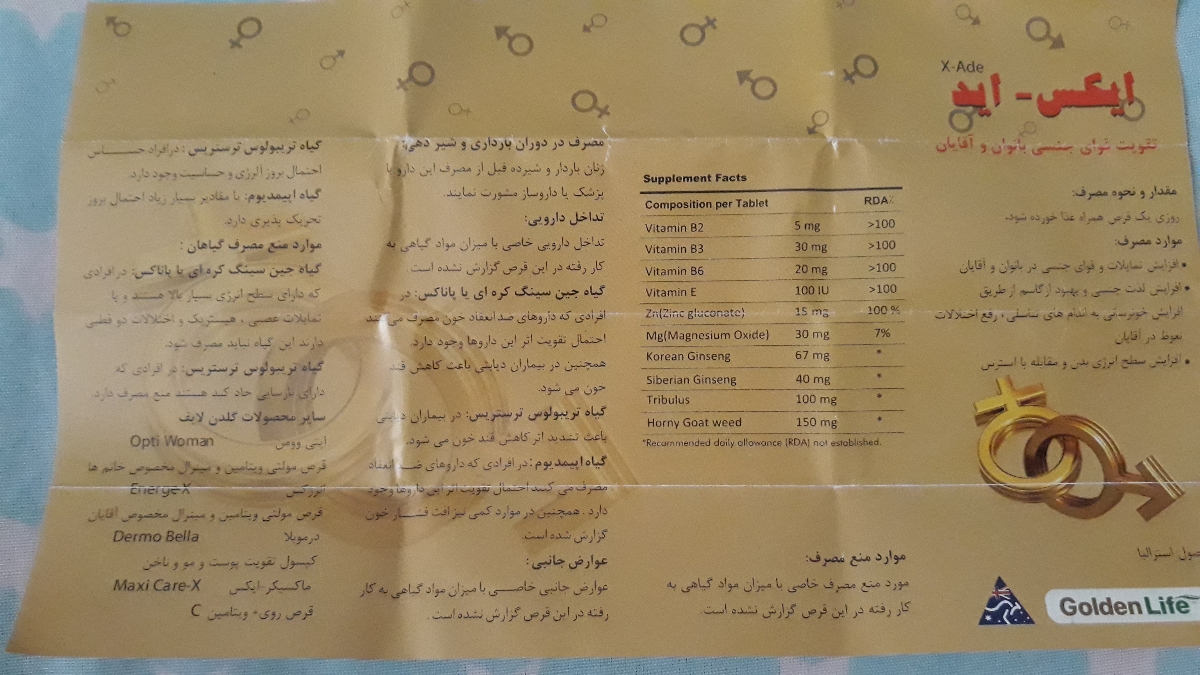 X-Ade
ایکس - اید
تقویت قوای جنسی بانوان و آقایان
مقدار و نحوه مصرف:
روزی یک قرص همراه غذا خورده شود.
موارد مصرف:
• افزایش تمایلات و قوای جنسی در بانوان و آقایان
• افزایش لذت جنسی و بهبود ارگاسم از طریق
افزایش خونرسانی به اندام های تناسلی، رفع اختلالات
نعوظ در آقایان
• افزایش سطح انرژی بدن و مقابله با استرس
صول استرالیا
Golden Life
Supplement Facts
Composition per Tablet RDA%
Vitamin B2 5 mg >100
Vitamin B3 30 mg >100
Vitamin B6 20 mg >100
Vitamin E 100 IU >100
Zn(Zinc gluconate) 15 mg 100 %
Mg(Magnesium Oxide) 30 mg 7%
Korean Ginseng 67 mg *
Siberian Ginseng 40 mg *
Tribulus 100 mg *
Horny Goat weed 150 mg *
*Recommended daily allowance (RDA) not established.
موارد منع مصرف:
مورد منع مصرف خاصی با میزان مواد گیاهی به
کار رفته در این قرص گزارش نشده است.
مصرف در دوران بارداری و شیر دهی:
زنان باردار و شیرده قبل از مصرف این دارو با
پزشک یا داروساز مشورت نمایند.
تداخل دارویی:
تداخل دارویی خاصی با میزان مواد گیاهی به
کار رفته در این قرص گزارش نشده است.
گیاه جین سینگ کره ای یا پاناکس: در
افرادی که داروهای ضد انعقاد خون مصرف می کنند
احتمال تقویت اثر این داروها وجود دارد.
همچنین در بیماران دیابتی باعث کاهش قند
خون می شود.
گیاه تریبولوس ترستریس: در بیماران دیابتی
باعث تشدید اثر کاهش قند خون می شود.
گیاه اپیمدیوم: در افرادی که داروهای ضد انعقاد
مصرف می کنند احتمال تقویت اثر این داروها وجود
دارد. همچنین در موارد کمی نیز افت فشار خون
گزارش شده است.
عوارض جانبی:
عوارض جانبی خاصی با میزان مواد گیاهی به کار
رفته در این قرص گزارش نشده است.
گیاه تریبولوس ترستریس: درافراد حساس
احتمال بروز آلرژی و حساسیت وجود دارد.
گیاه اپیمدیوم: با مقادیر بسیار زیاد احتمال بروز
تحریک پذیری دارد.
موارد منع مصرف گیاهان:
گیاه جین سینگ کره ای یا پاناکس: در افرادی
که دارای سطح انرژی بسیار بالا هستند و یا
تمایلات عصبی، هیستریک و اختلالات دو قطبی
دارند این گیاه نباید مصرف شود.
گیاه تریبولوس ترستریس: در افرادی که
دارای نارسایی حاد کبد هستند منع مصرف دارد.
سایر محصولات گلدن لایف
اپتی وومن Opti Woman
قرص مولتی ویتامین و مینرال مخصوص خانم ها
انرژکس Energe-X
قرص مولتی ویتامین و مینرال مخصوص آقایان
درموبلا Dermo Bella
کپسول تقویت پوست و مو و ناخن
ماکسیکر-ایکس Maxi Care-X
قرص روی+ ویتامین C